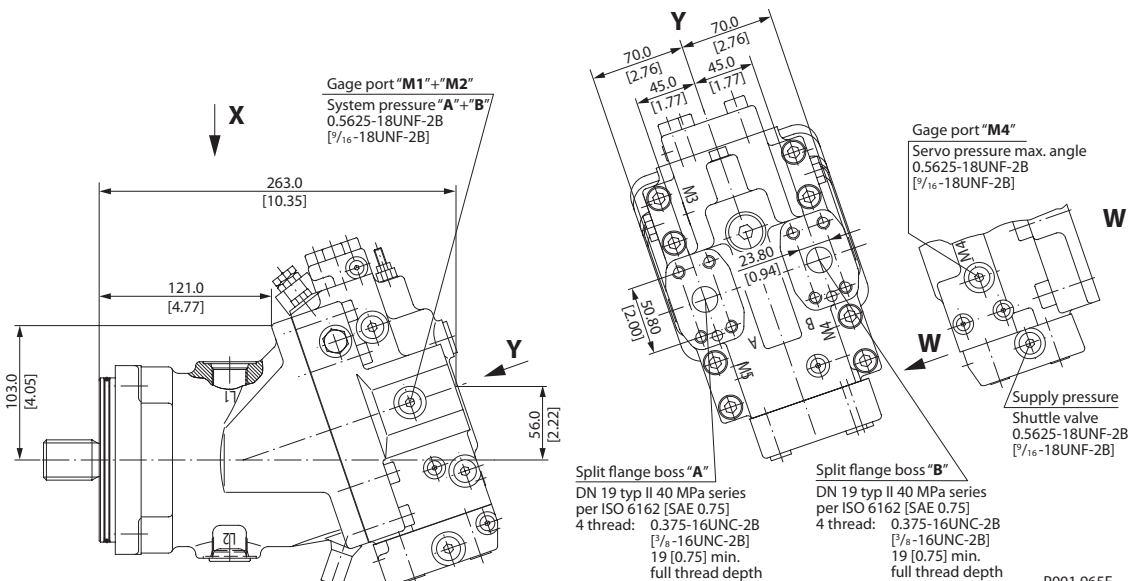 Gage port "M1"+"M2"
System pressure "A"+"B"
0.5625-18UNF-2B
[9/16-18UNF-2B]
X
263.0
[10.35]
121.0
[4.77]
103.0
[4.05]
L1
L2
Y
56.0
[2.22]
Y
70.0
[2.76]
70.0
[2.76]
45.0
[1.77]
45.0
[1.77]
M3
23.80
[0.94]
50.80
[2.00]
A
B
M4
M5
W
Gage port "M4"
Servo pressure max. angle
0.5625-18UNF-2B
[9/16-18UNF-2B]
W
M4
Supply pressure
Shuttle valve
0.5625-18UNF-2B
[9/16-18UNF-2B]
Split flange boss "A"
DN 19 typ II 40 MPa series
per ISO 6162 [SAE 0.75]
4 thread: 0.375-16UNC-2B
[3/8-16UNC-2B]
19 [0.75] min.
full thread depth
Split flange boss "B"
DN 19 typ II 40 MPa series
per ISO 6162 [SAE 0.75]
4 thread: 0.375-16UNC-2B
[3/8-16UNC-2B]
19 [0.75] min.
full thread depth